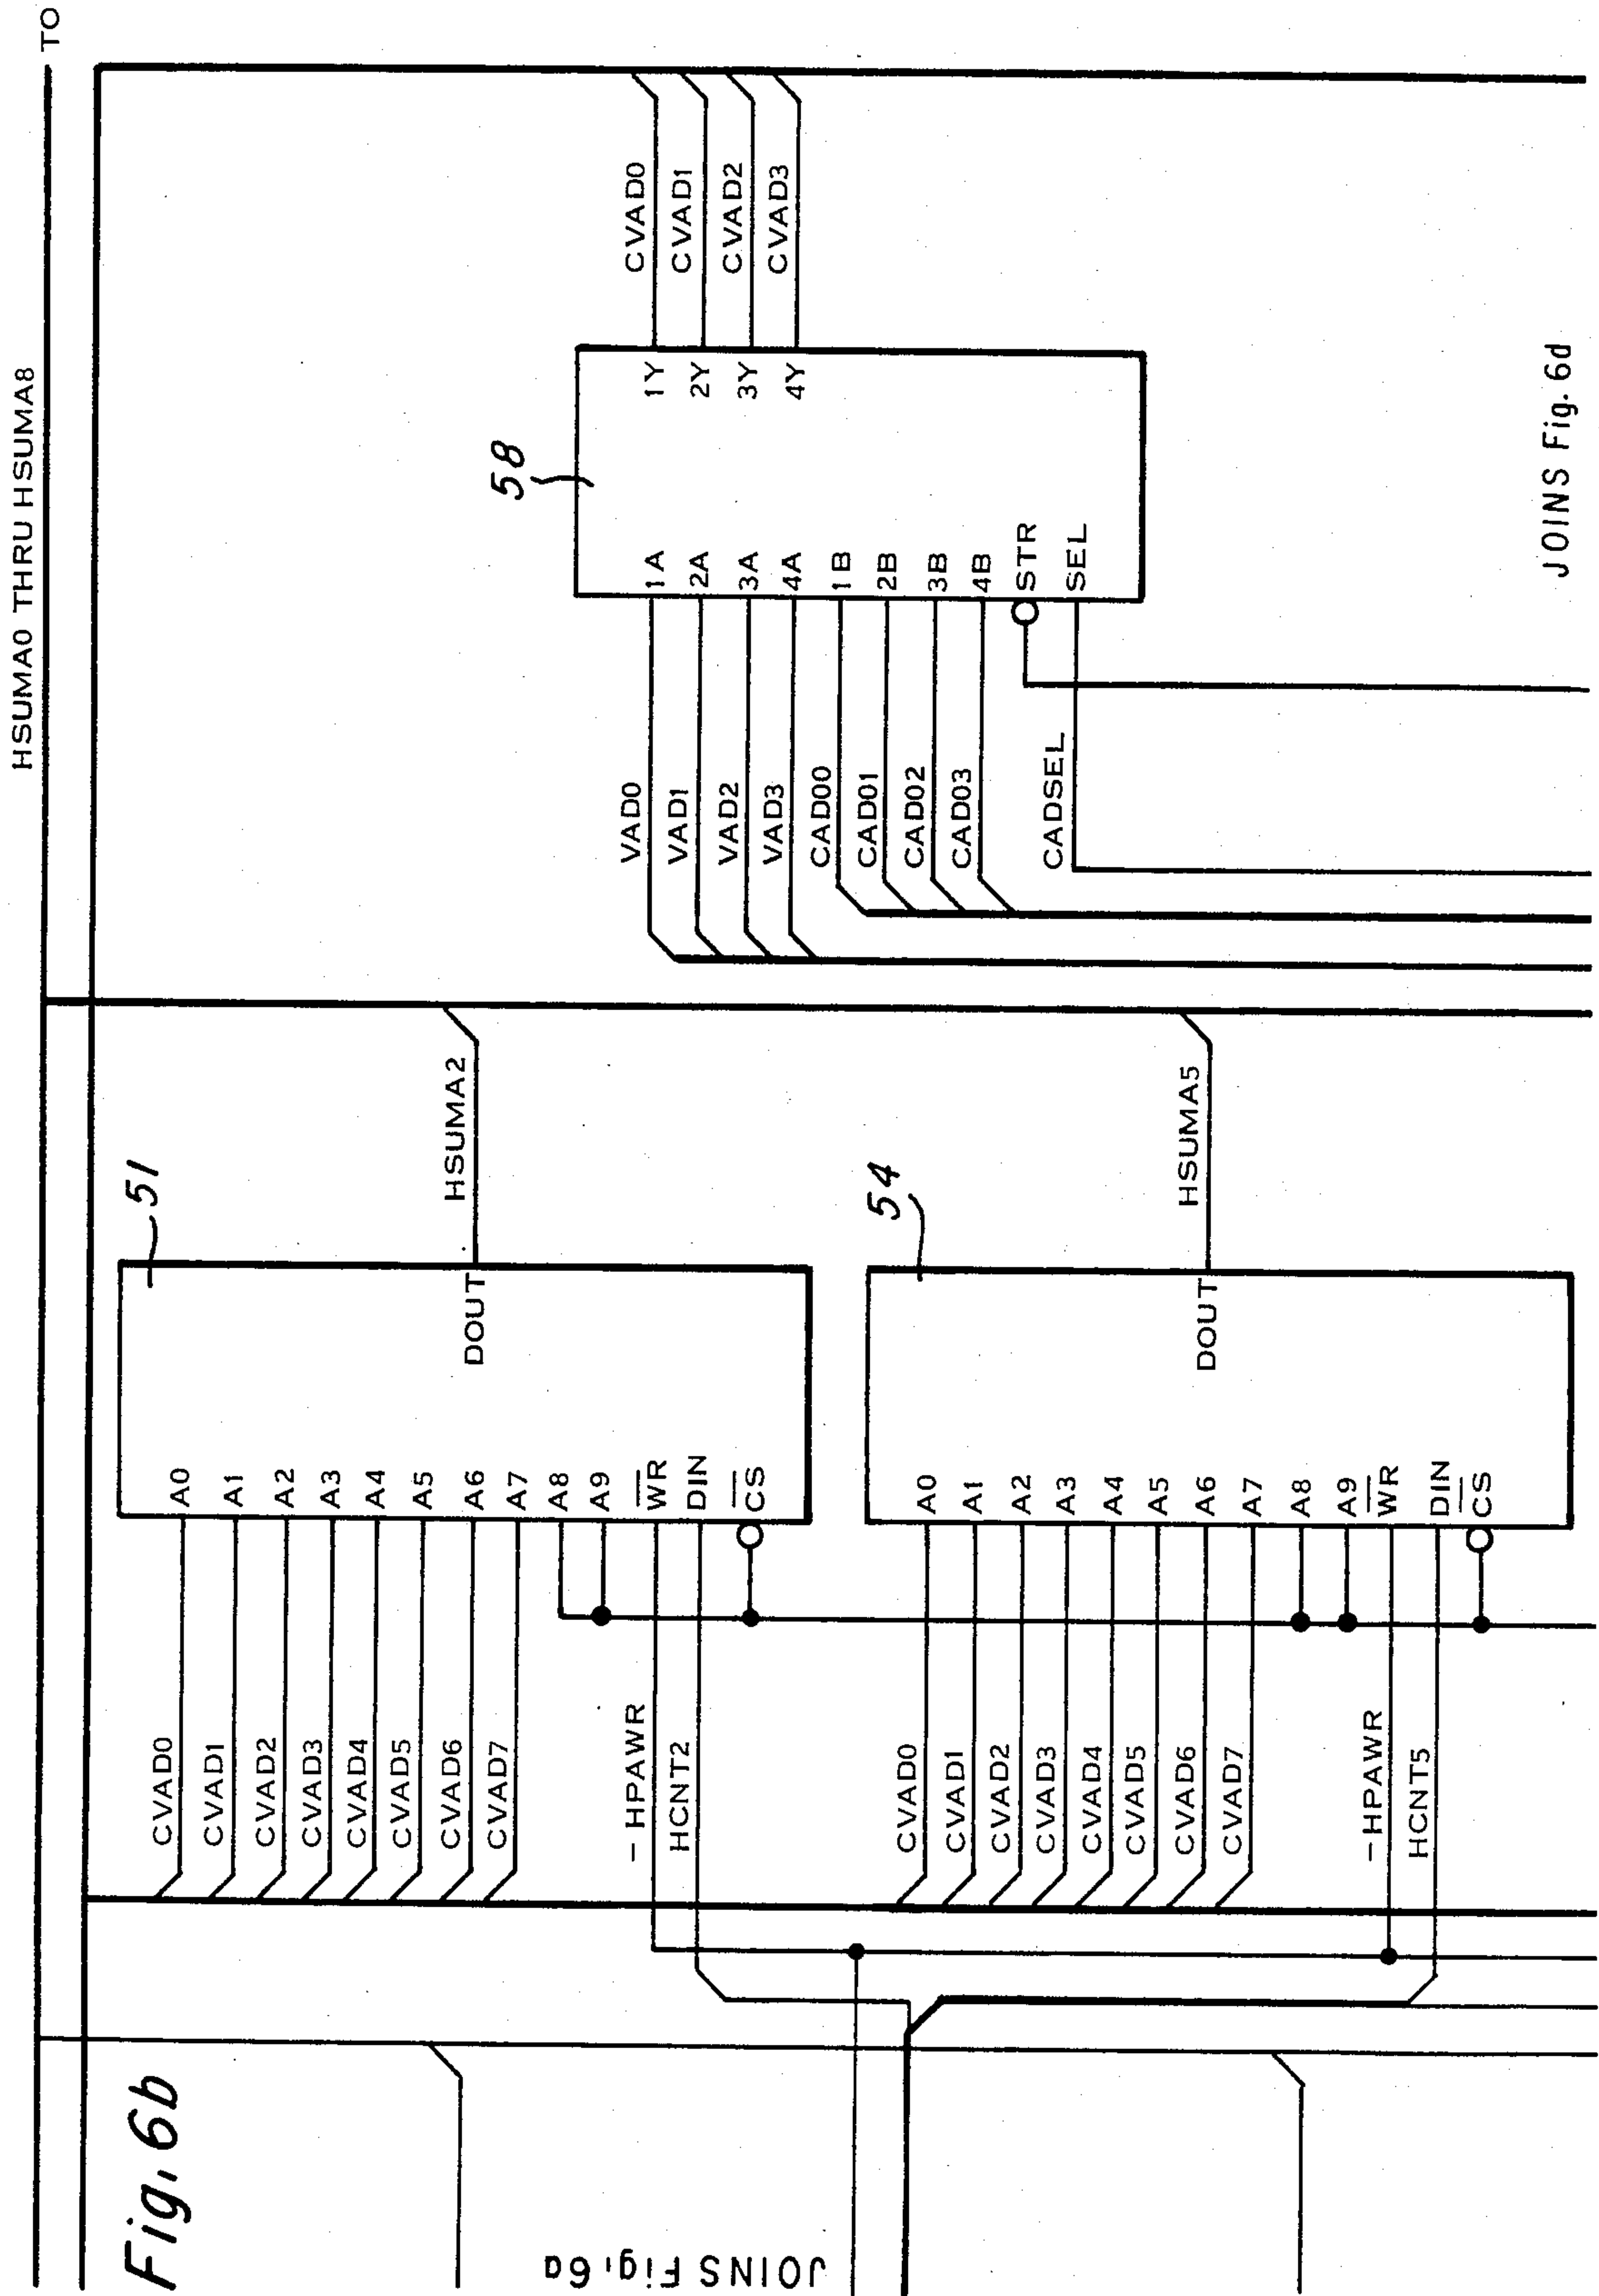 HSUMA0 THRU HSUMA8
TO
Fig. 6b
JOINS Fig. 6a
51
CVAD0
CVAD1
CVAD2
CVAD3
CVAD4
CVAD5
CVAD6
CVAD7
-HPAWR
HCNT2
A0
A1
A2
A3
A4
A5
A6
A7
A8
A9
WR
DIN
CS
DOUT
HSUMA2
54
CVAD0
CVAD1
CVAD2
CVAD3
CVAD4
CVAD5
CVAD6
CVAD7
-HPAWR
HCNT5
A0
A1
A2
A3
A4
A5
A6
A7
A8
A9
WR
DIN
CS
DOUT
HSUMA5
58
VAD0
VAD1
VAD2
VAD3
CAD00
CAD01
CAD02
CAD03
CADSEL
1A
2A
3A
4A
1B
2B
3B
4B
STR
SEL
1Y
2Y
3Y
4Y
CVAD0
CVAD1
CVAD2
CVAD3
JOINS Fig. 6d